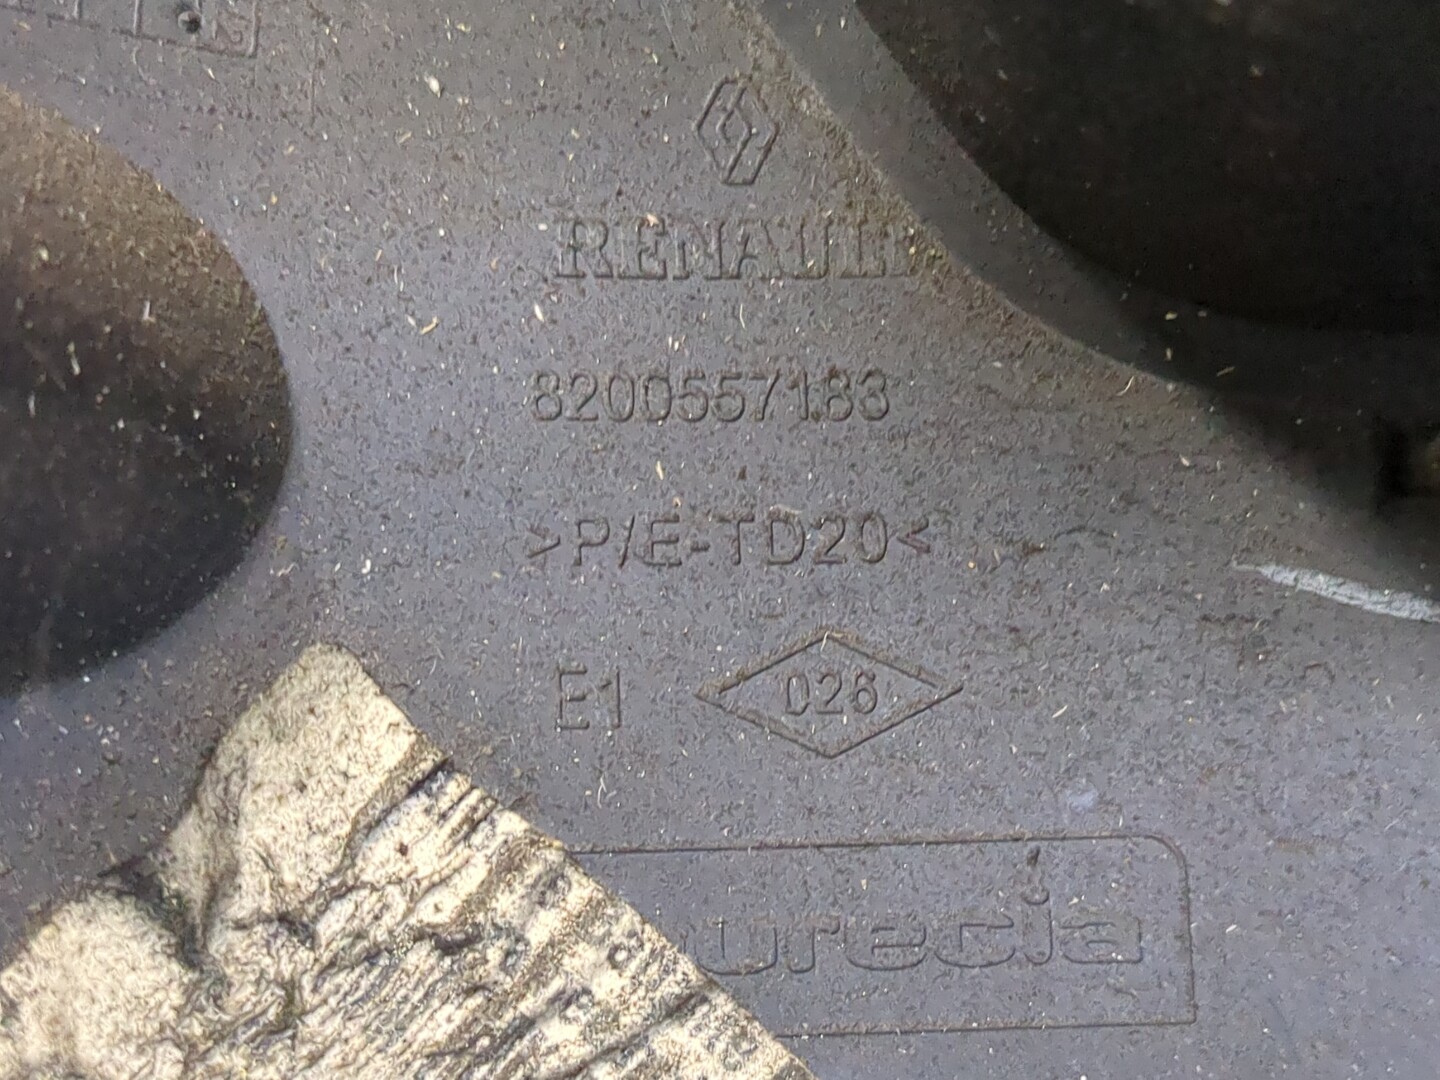 RENAULT
8200557183
>P/E-TD20<
E1 026
urecia